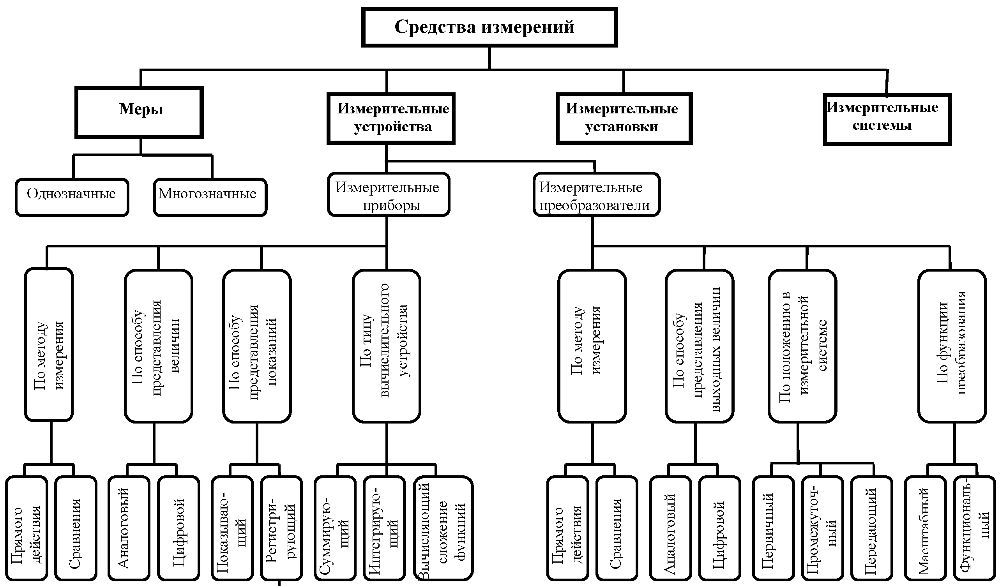 Средства измерений
Меры
Измерительные
устройства
Измерительные
установки
Измерительные
системы
Однозначные
Многозначные
Измерительные
приборы
Измерительные
преобразователи
По методу
измерения
По способу
представления
величин
По способу
представления
показаний
По типу
вычислительного
устройства
По методу
измерения
По способу
представления
выходных величин
По положению в
измерительной
системе
По функции
преобразования
Прямого
действия
Сравнения
Аналоговый
Цифровой
Показываю-
щий
Регистри-
рующий
Суммирую-
щий
Интегрирую-
щий
Вычисляющий
сложение
функций
Прямого
действия
Сравнения
Аналоговый
Цифровой
Первичный
Промежуточ-
ный
Передающий
Масштабный
Функциональ-
ный